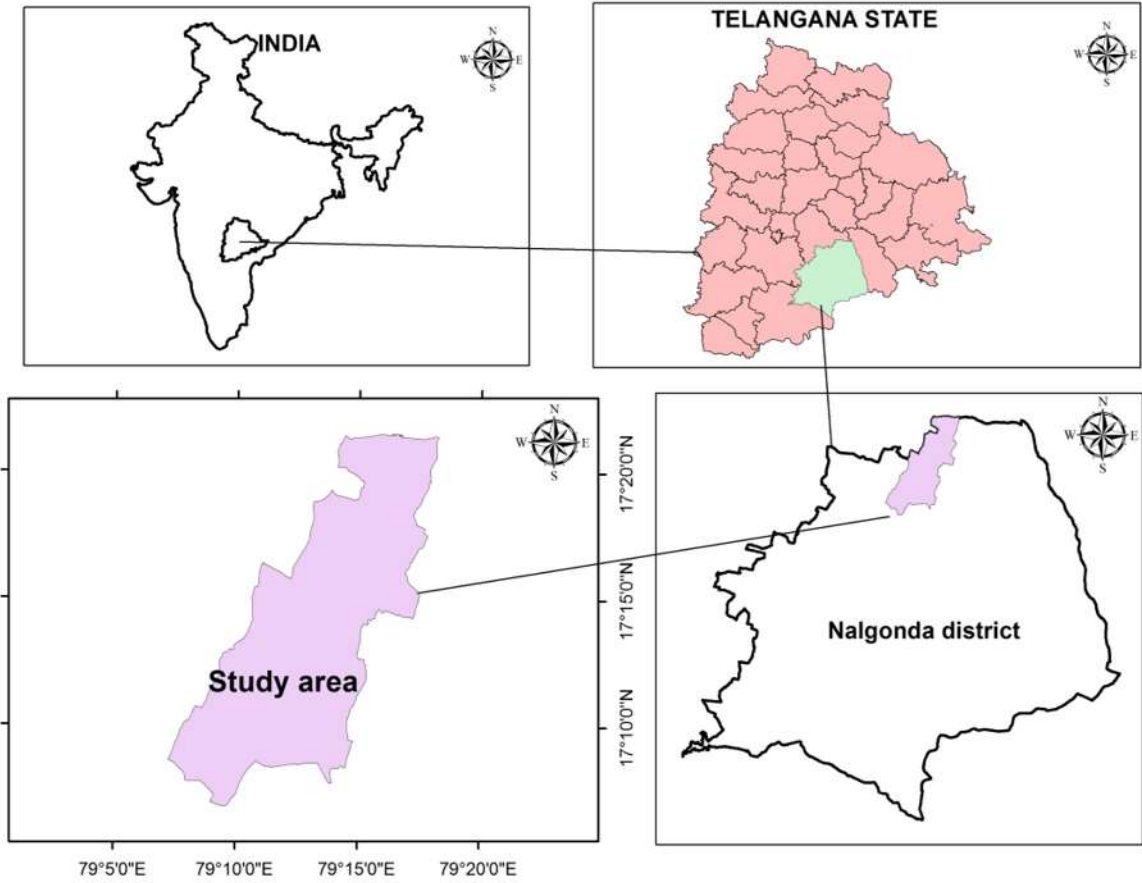 INDIA
N
W E
S
TELANGANA STATE
N
W E
S
N
W E
S
Study area
17°20'0"N
17°15'0"N
17°10'0"N
79°5'0"E 79°10'0"E 79°15'0"E 79°20'0"E
N
W E
S
Nalgonda district